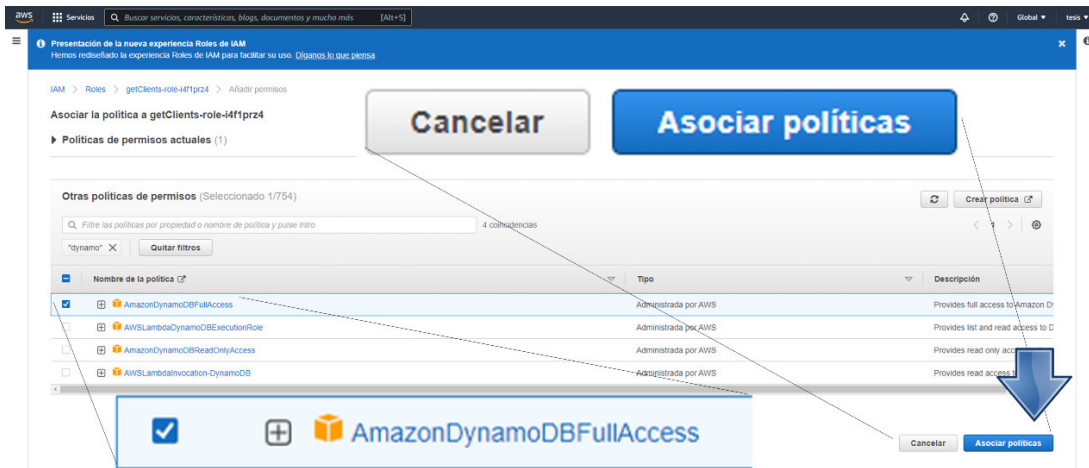 aws Servicios Buscar servicios, características, blogs, documentos y mucho más [Alt+S] Global tesis
Presentación de la nueva experiencia Roles de IAM
Hemos rediseñado la experiencia Roles de IAM para facilitar su uso. Díganos lo que piensa.
IAM > Roles > getClients-role-i4f1prz4 > Añadir permisos
Asociar la política a getClients-role-i4f1prz4
Cancelar Asociar políticas
Políticas de permisos actuales (1)
Otras políticas de permisos (Seleccionado 1/754)
Crear política
Filtre las políticas por propiedad o nombre de política y pulse Intro
4 coincidencias
1
"dynamo" Quitar filtros
Nombre de la política Tipo Descripción
AmazonDynamoDBFullAccess Administrada por AWS Provides full access to Amazon Dy
AWSLambdaDynamoDBExecutionRole Administrada por AWS Provides list and read access to D
AmazonDynamoDBReadOnlyAccess Administrada por AWS Provides read only acc
AWSLambdaInvocation-DynamoDB Administrada por AWS Provides read access t
AmazonDynamoDBFullAccess
Cancelar Asociar políticas